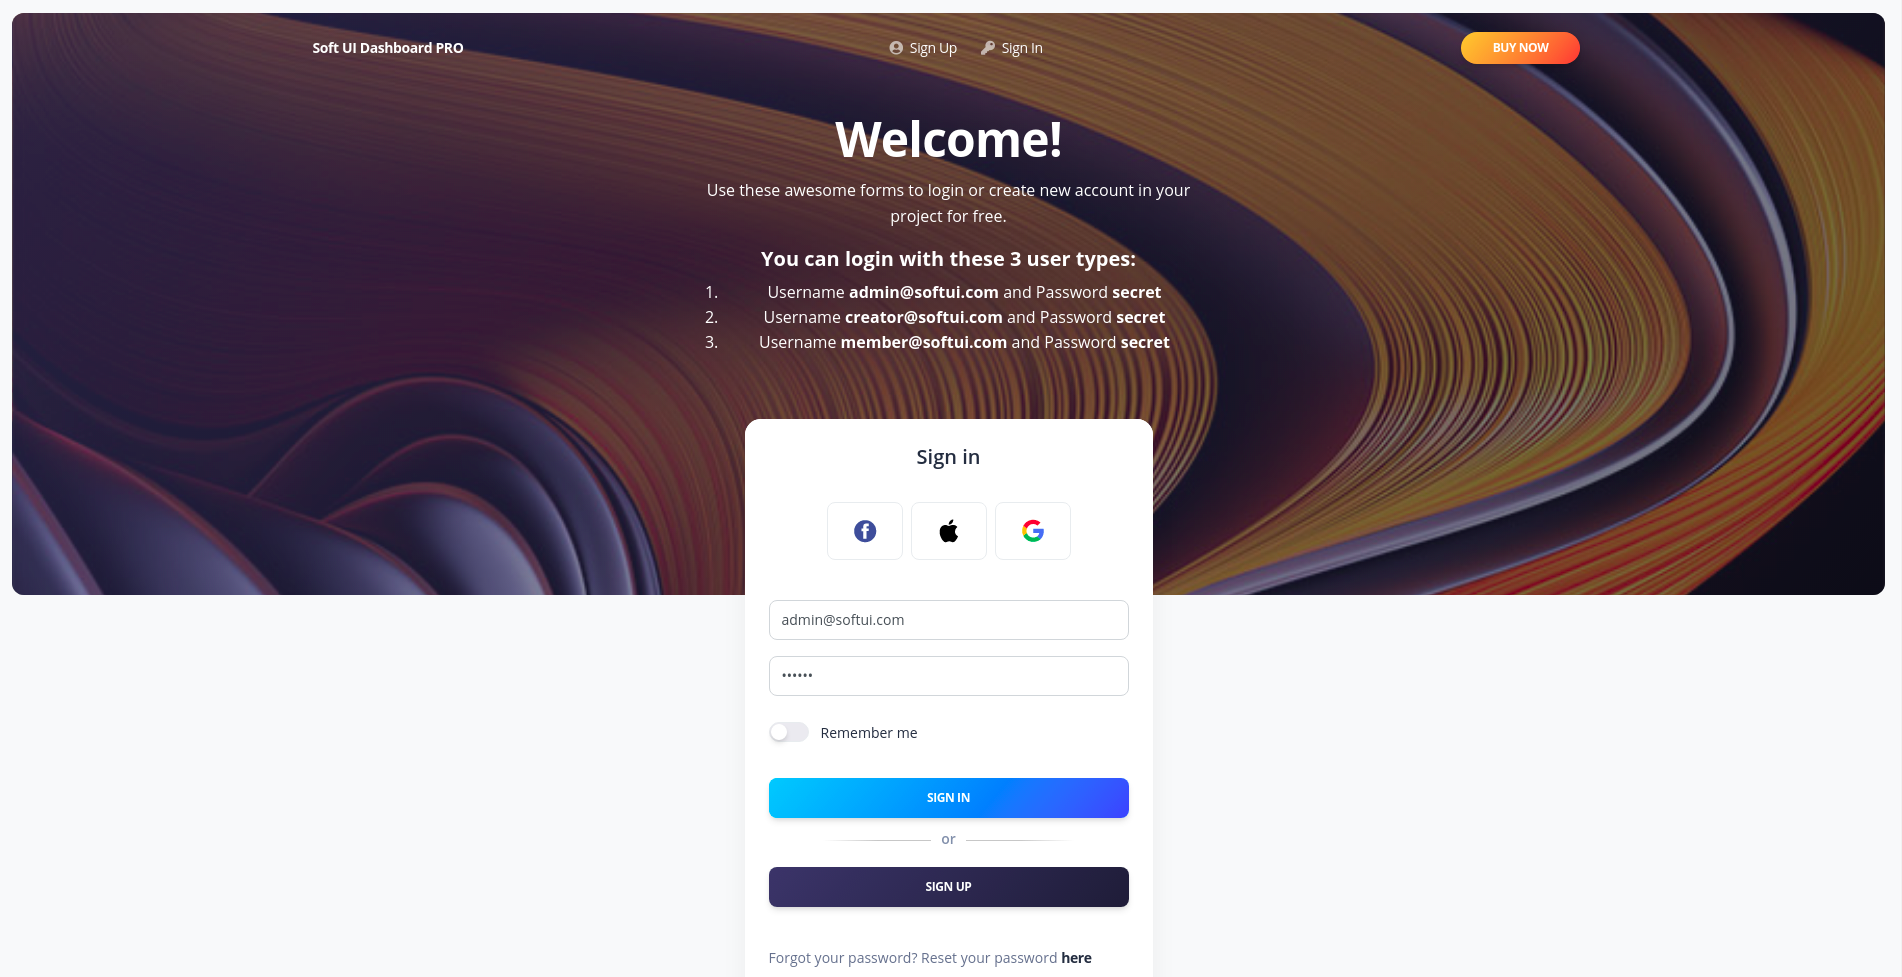 Soft UI Dashboard PRO
Sign Up
Sign In
BUY NOW
Welcome!
Use these awesome forms to login or create new account in your
project for free.
You can login with these 3 user types:
1. Username admin@softui.com and Password secret
2. Username creator@softui.com and Password secret
3. Username member@softui.com and Password secret
Sign in
admin@softui.com
••••••
Remember me
SIGN IN
or
SIGN UP
Forgot your password? Reset your password here